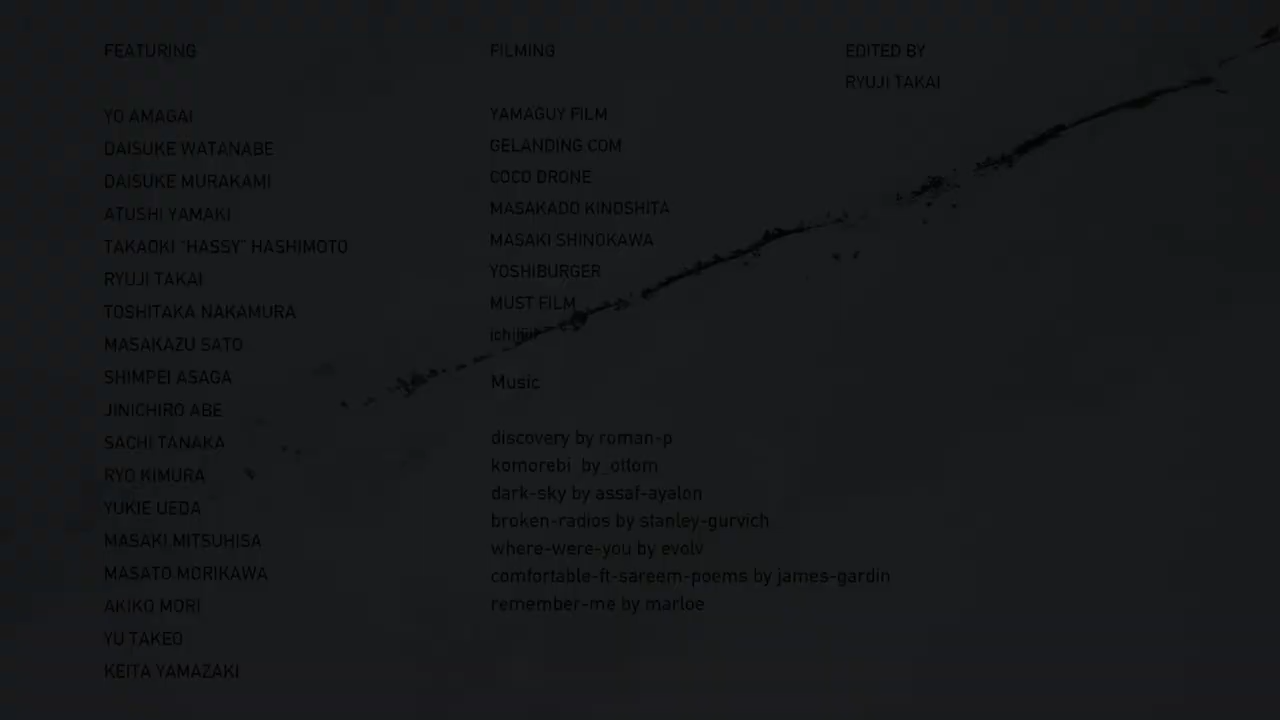 FEATURING
YO AMAGAI
DAISUKE WATANABE
DAISUKE MURAKAMI
ATUSHI YAMAKI
TAKAOKI "HASSY" HASHIMOTO
RYUJI TAKAI
TOSHITAKA NAKAMURA
MASAKAZU SATO
SHIMPEI ASAGA
JINICHIRO ABE
SACHI TANAKA
RYO KIMURA
YUKIE UEDA
MASAKI MITSUHISA
MASATO MORIKAWA
AKIKO MORI
YU TAKEO
KEITA YAMAZAKI
FILMING
YAMAGUY FILM
GELANDING.COM
COCO DRONE
MASAKADO KINOSHITA
MASAKI SHINOKAWA
YOSHIBURGER
MUST FILM
Music
discovery by roman-p
komorebi by_ottom
dark-sky by assaf-ayalon
broken-radios by stanley-gurvich
where-were-you by evolv
comfortable-ft-sareem-poems by james-gardin
remember-me by marloe
EDITED BY
RYUJI TAKAI